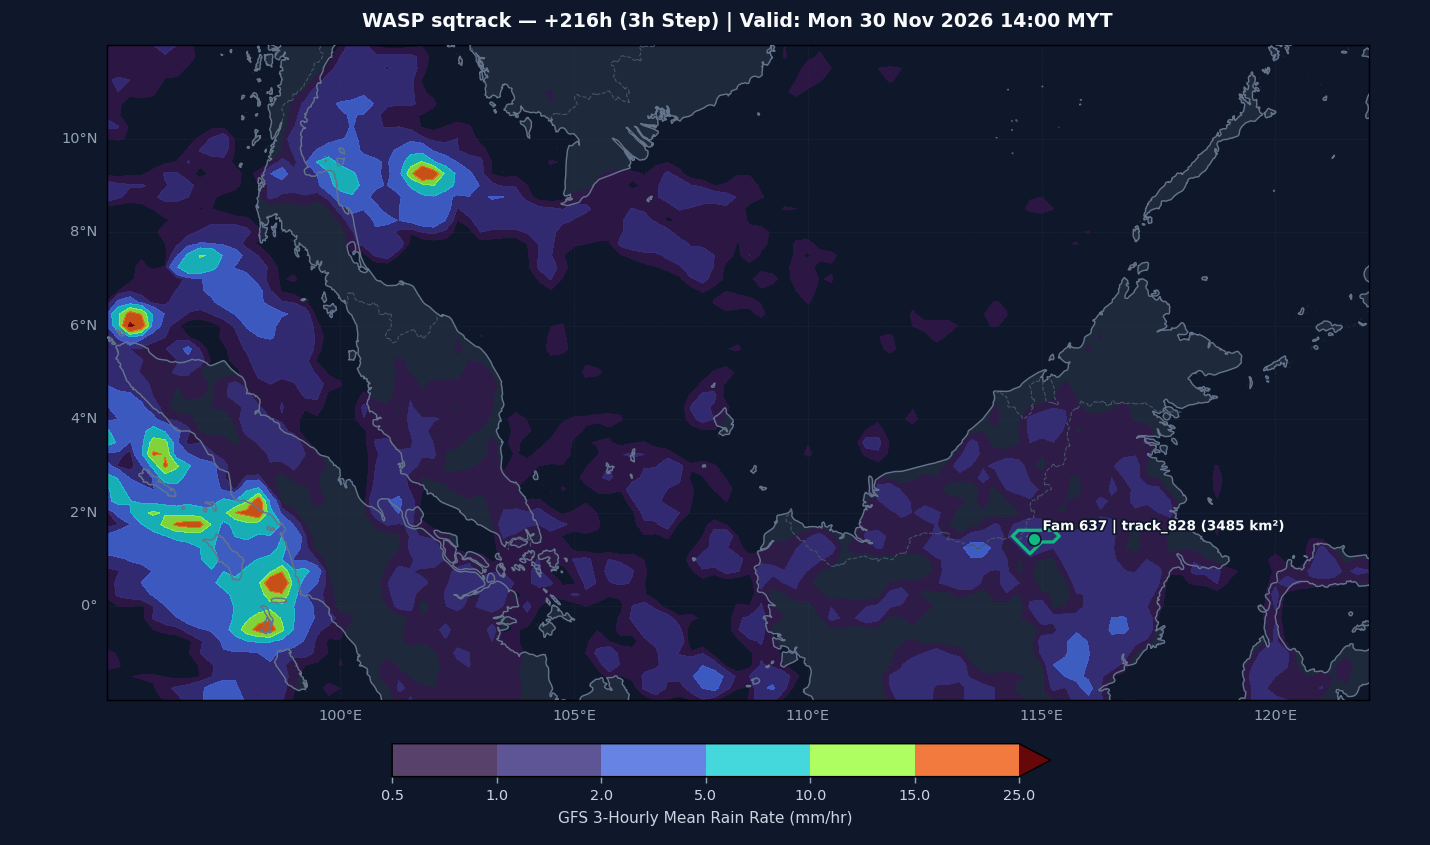 WASP sqtrack — +216h (3h Step) | Valid: Mon 30 Nov 2026 14:00 MYT
10°N
8°N
6°N
4°N
2°N
0°
Fam 637 | track_828 (3485 km²)
100°E 105°E 110°E 115°E 120°E
0.5 1.0 2.0 5.0 10.0 15.0 25.0
GFS 3-Hourly Mean Rain Rate (mm/hr)